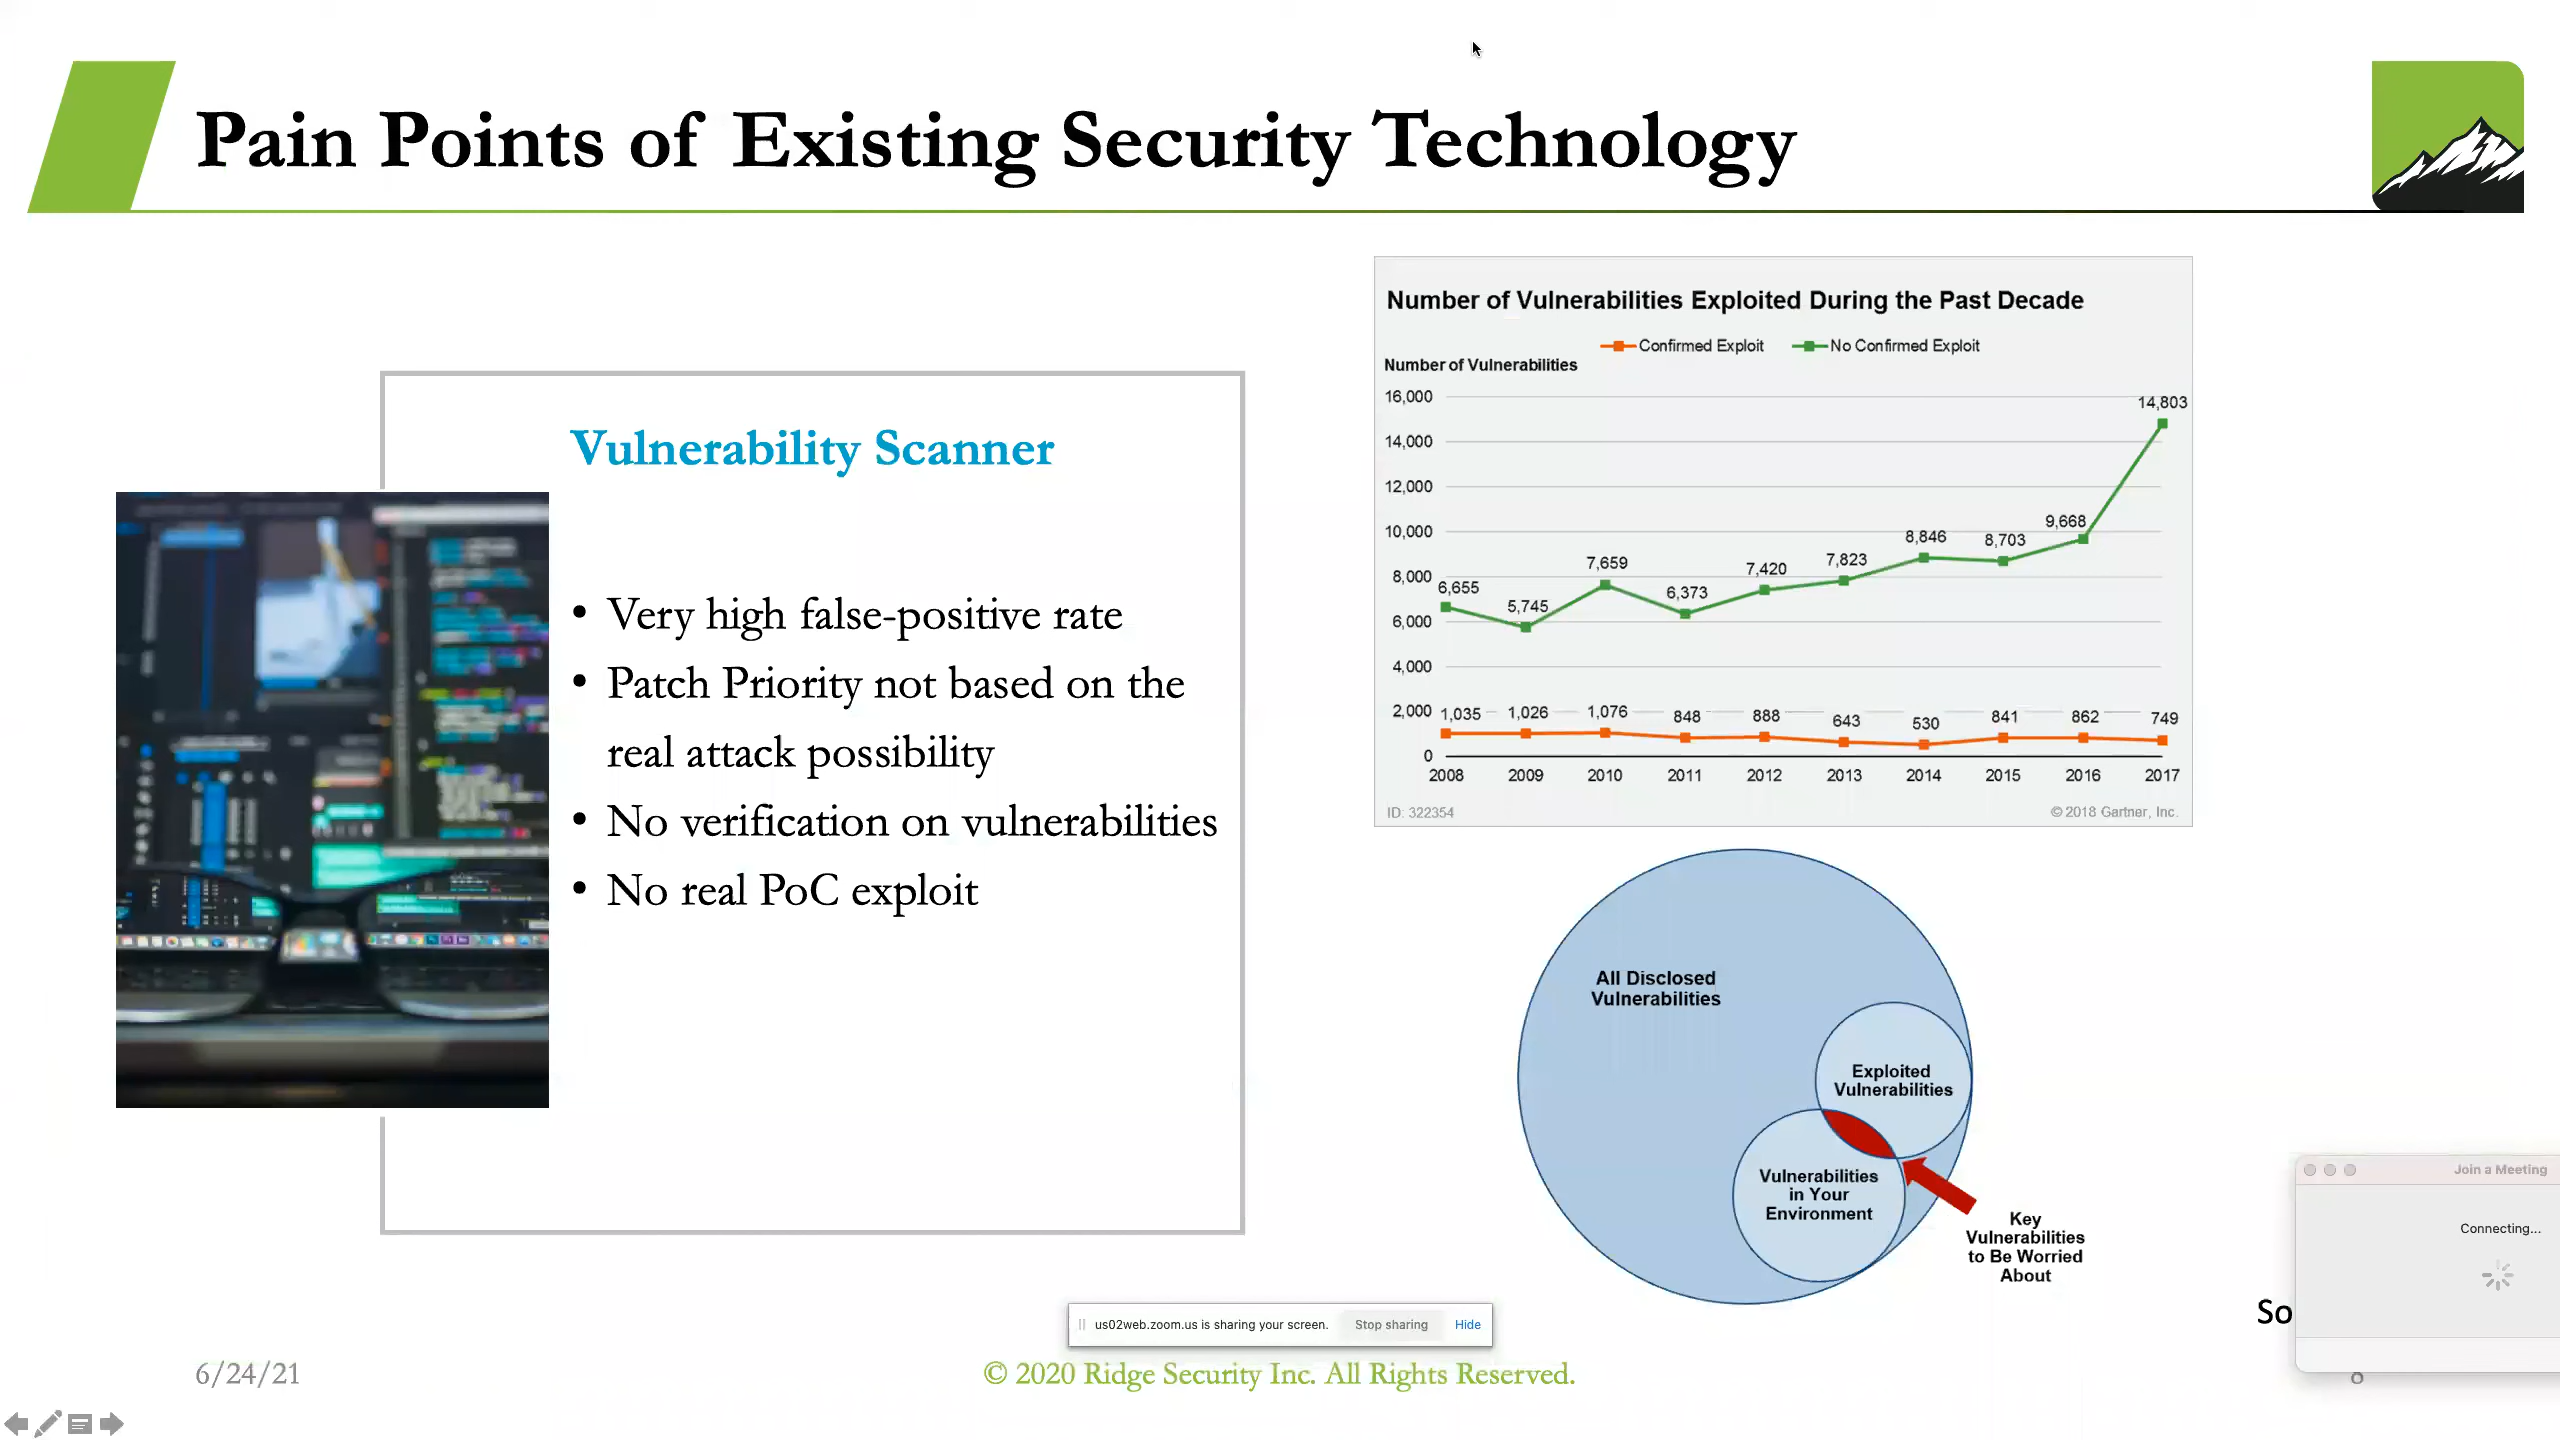 Pain Points of Existing Security Technology
Vulnerability Scanner
• Very high false-positive rate
• Patch Priority not based on the
real attack possibility
• No verification on vulnerabilities
• No real PoC exploit
Number of Vulnerabilities Exploited During the Past Decade
Confirmed Exploit No Confirmed Exploit
Number of Vulnerabilities
16,000
14,803
14,000
12,000
10,000
9,668
8,846
8,703
7,823
7,420
7,659
8,000
6,655
6,373
5,745
6,000
4,000
2,000
1,035 1,026 1,076 848 888 643 530 841 862 749
0
2008 2009 2010 2011 2012 2013 2014 2015 2016 2017
ID: 322354 © 2018 Gartner, Inc.
All Disclosed
Vulnerabilities
Exploited
Vulnerabilities
Vulnerabilities
in Your
Environment
Key
Vulnerabilities
to Be Worried
About
Join a Meeting
Connecting...
So
us02web.zoom.us is sharing your screen. Stop sharing Hide
6/24/21
© 2020 Ridge Security Inc. All Rights Reserved.